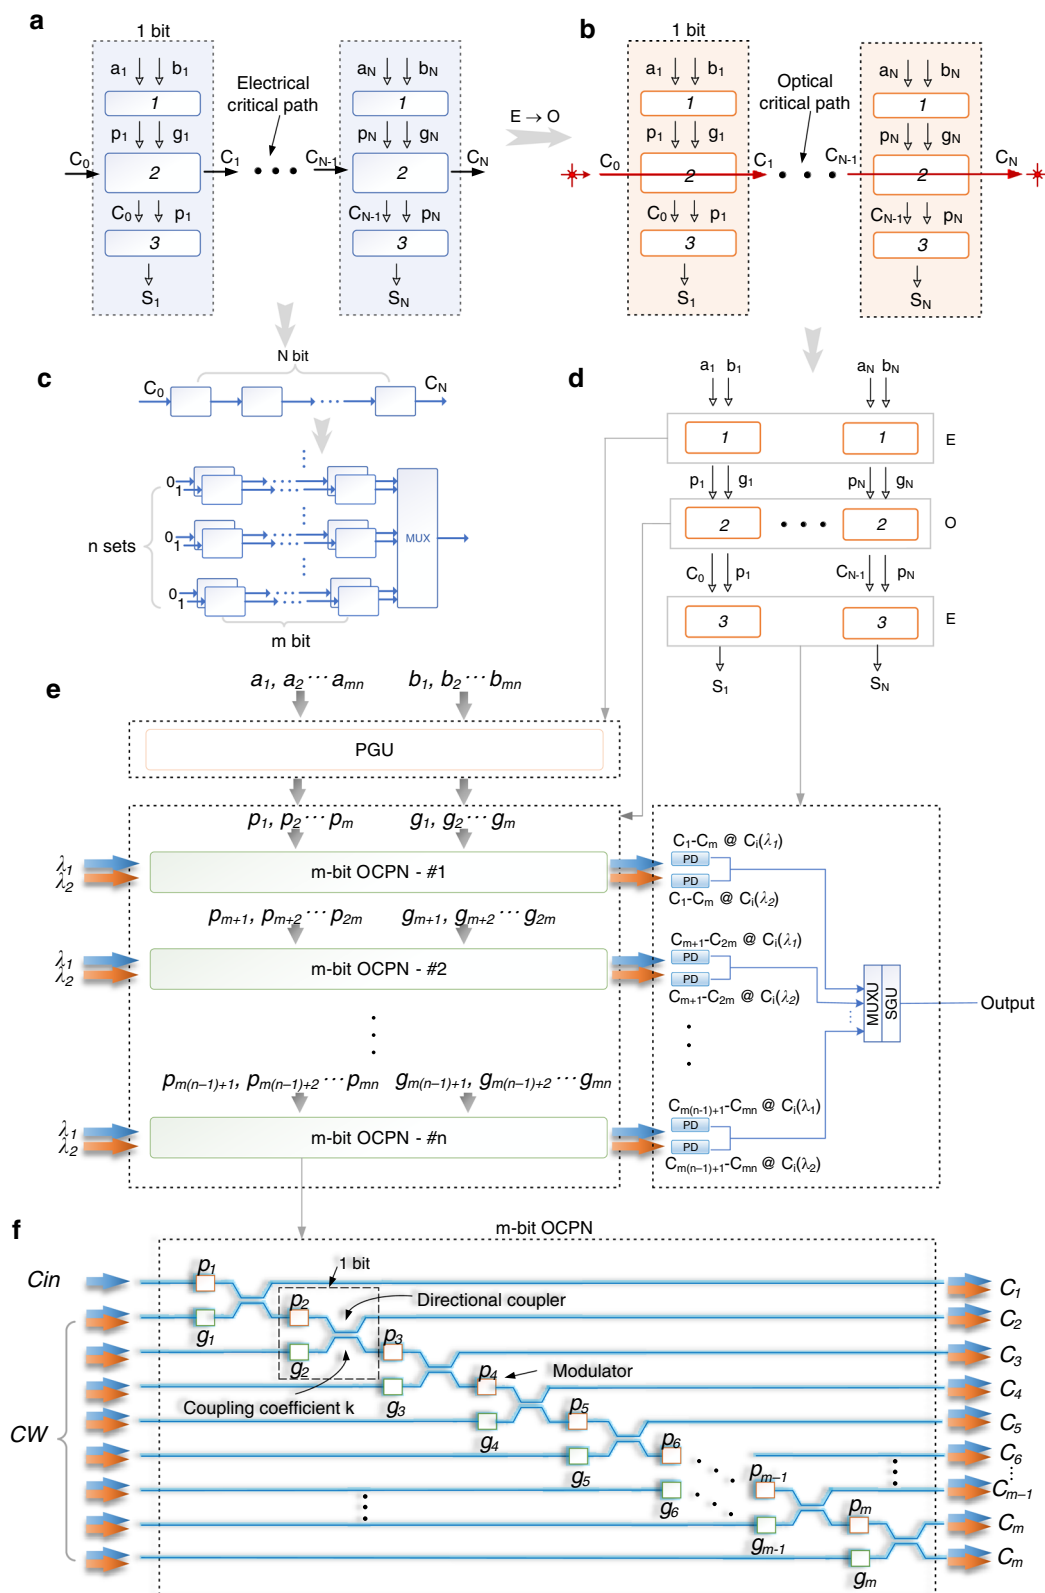 a
1 bit
a1 b1
aN bN
1
1
Electrical
critical path
p1 g1
pN gN
C0
2
C1
CN-1
2
CN
C0 p1
CN-1 pN
3
3
S1
SN
E → O
b
1 bit
a1 b1
aN bN
1
1
Optical
critical path
p1 g1
pN gN
C0
2
C1
CN-1
2
CN
C0 p1
CN-1 pN
3
3
S1
SN
c
N bit
C0
CN
0
1
0
1
0
1
n sets
MUX
m bit
d
a1 b1
aN bN
1
1
E
p1 g1
pN gN
2
2
O
C0 p1
CN-1 pN
3
3
E
S1
SN
e
a1, a2 ··· amn
b1, b2 ··· bmn
PGU
p1, p2 ··· pm
g1, g2 ··· gm
λ1
λ2
m-bit OCPN - #1
C1-Cm @ Ci(λ1)
PD
PD
C1-Cm @ Ci(λ2)
pm+1, pm+2 ··· p2m
gm+1, gm+2 ··· g2m
λ1
λ2
m-bit OCPN - #2
Cm+1-C2m @ Ci(λ1)
PD
PD
Cm+1-C2m @ Ci(λ2)
MUXU
SGU
Output
pm(n−1)+1, pm(n−1)+2 ··· pmn
gm(n−1)+1, gm(n−1)+2 ··· gmn
λ1
λ2
m-bit OCPN - #n
Cm(n-1)+1-Cmn @ Ci(λ1)
PD
PD
Cm(n−1)+1-Cmn @ Ci(λ2)
f
m-bit OCPN
Cin
p1
1 bit
C1
g1
p2
Directional coupler
C2
g2
p3
C3
Coupling coefficient k
g3
p4
Modulator
C4
CW
g4
p5
C5
g5
p6
C6
g6
pm−1
Cm−1
gm-1
pm
Cm
gm
Cm